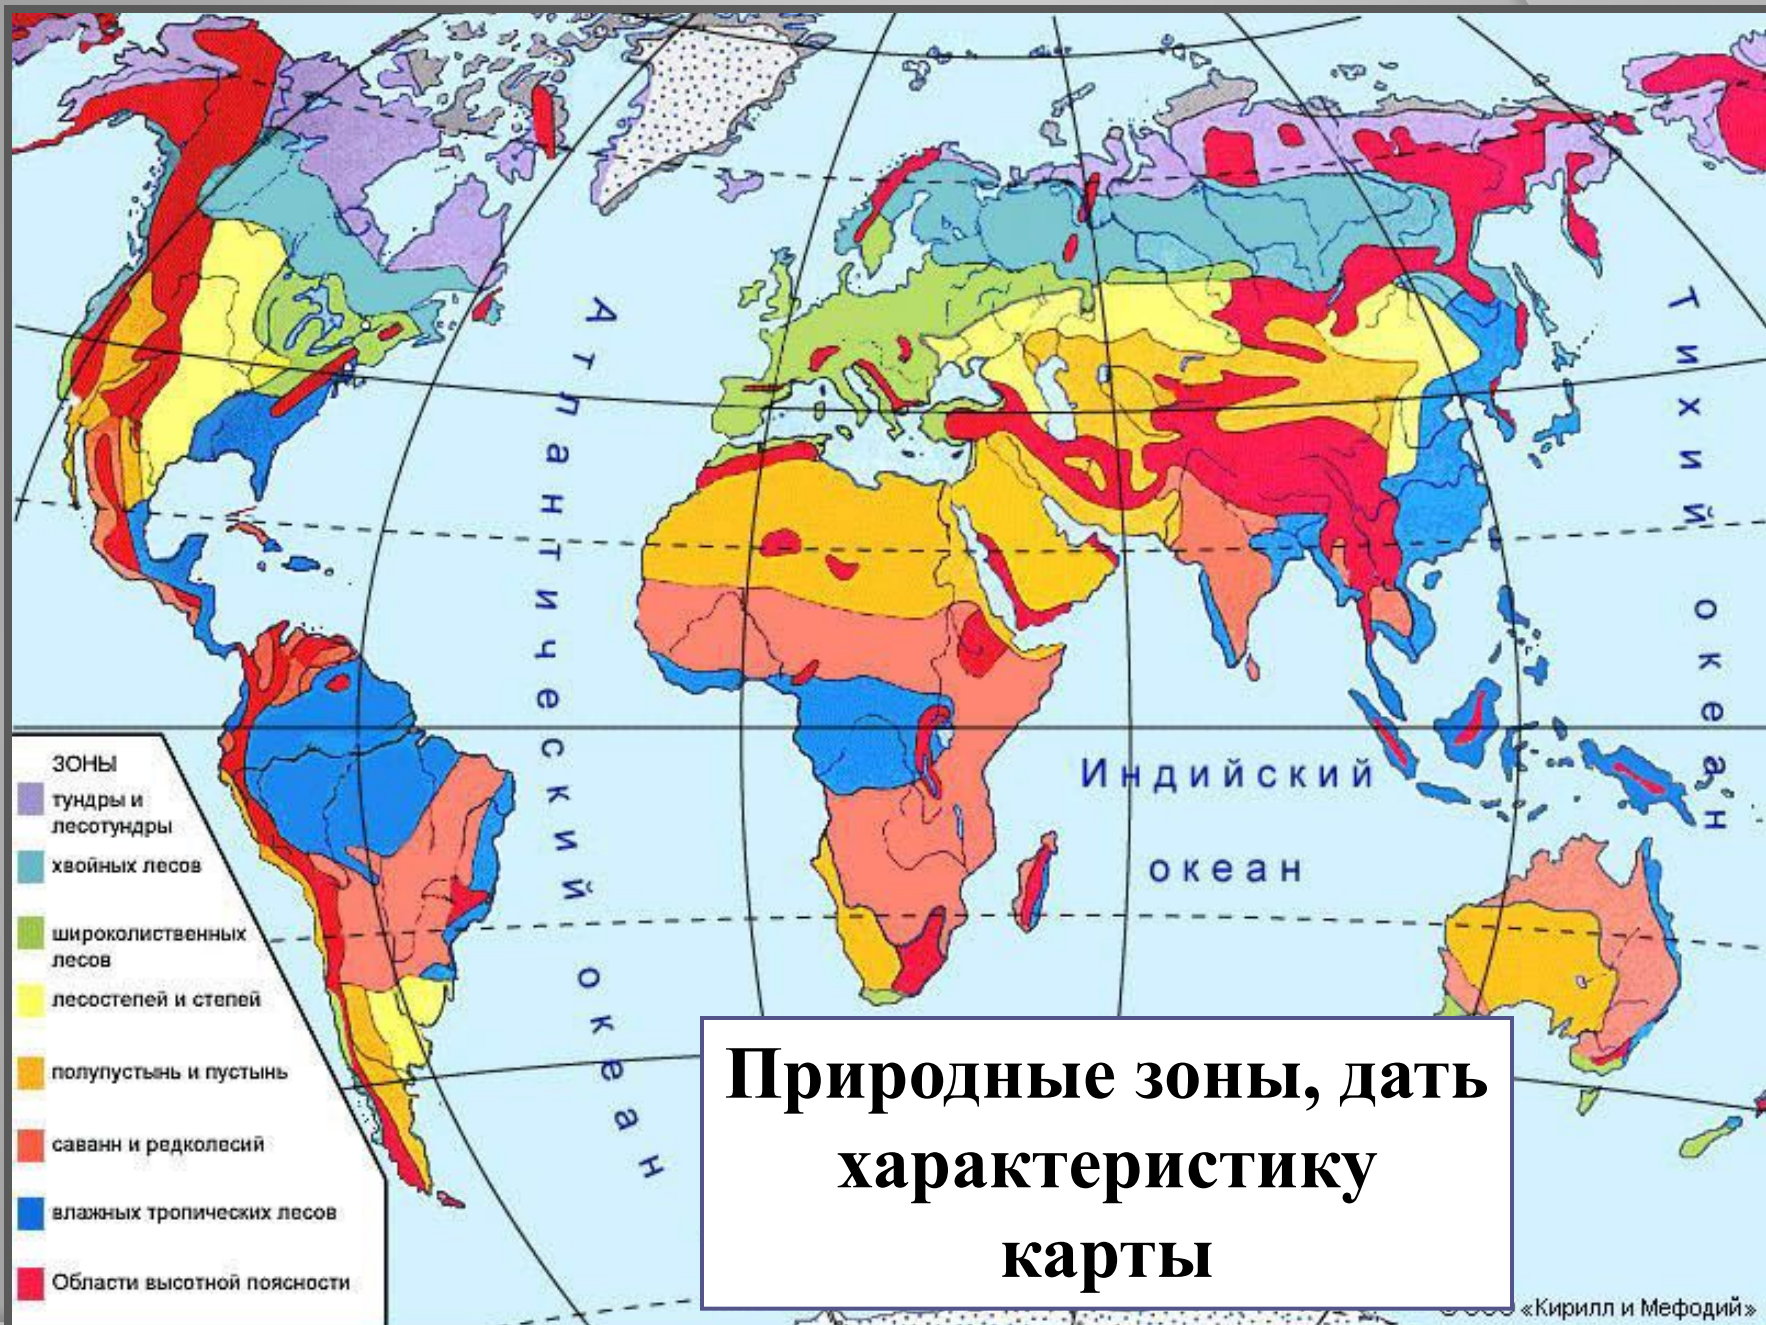 Атлантический океан
Тихий океан
Индийский
океан
ЗОНЫ
тундры и
лесотундры
хвойных лесов
широколиственных
лесов
лесостепей и степей
полупустынь и пустынь
саванн и редколесий
влажных тропических лесов
Области высотной поясности
Природные зоны, дать
характеристику
карты
«Кирилл и Мефодий»